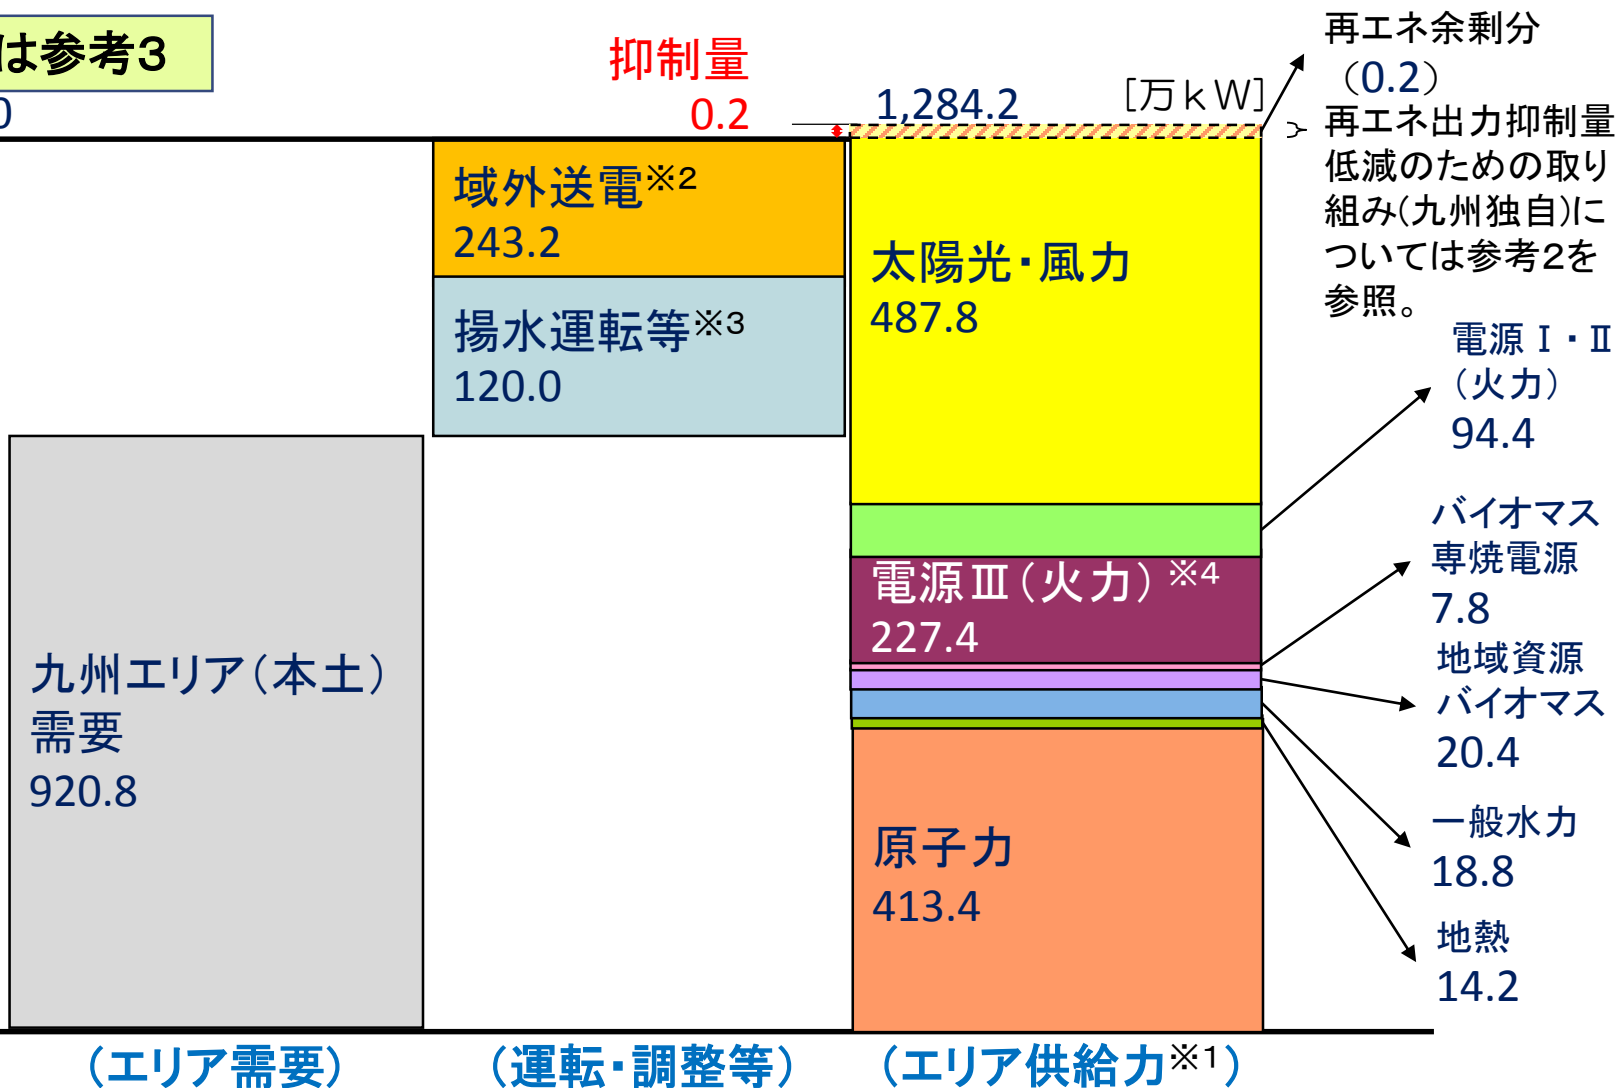 は参考３
0
抑制量
0.2
1,284.2
[万ｋＷ]
再エネ余剰分
（0.2）
再エネ出力抑制量
低減のための取り
組み(九州独自)に
ついては参考２を
参照。
域外送電※２
243.2
揚水運転等※３
120.0
太陽光・風力
487.8
電源Ⅰ・Ⅱ
（火力）
94.4
電源Ⅲ（火力）※４
227.4
バイオマス
専焼電源
7.8
地域資源
バイオマス
20.4
一般水力
18.8
地熱
14.2
九州エリア（本土）
需要
920.8
原子力
413.4
（エリア需要）
（運転・調整等）
（エリア供給力※１）